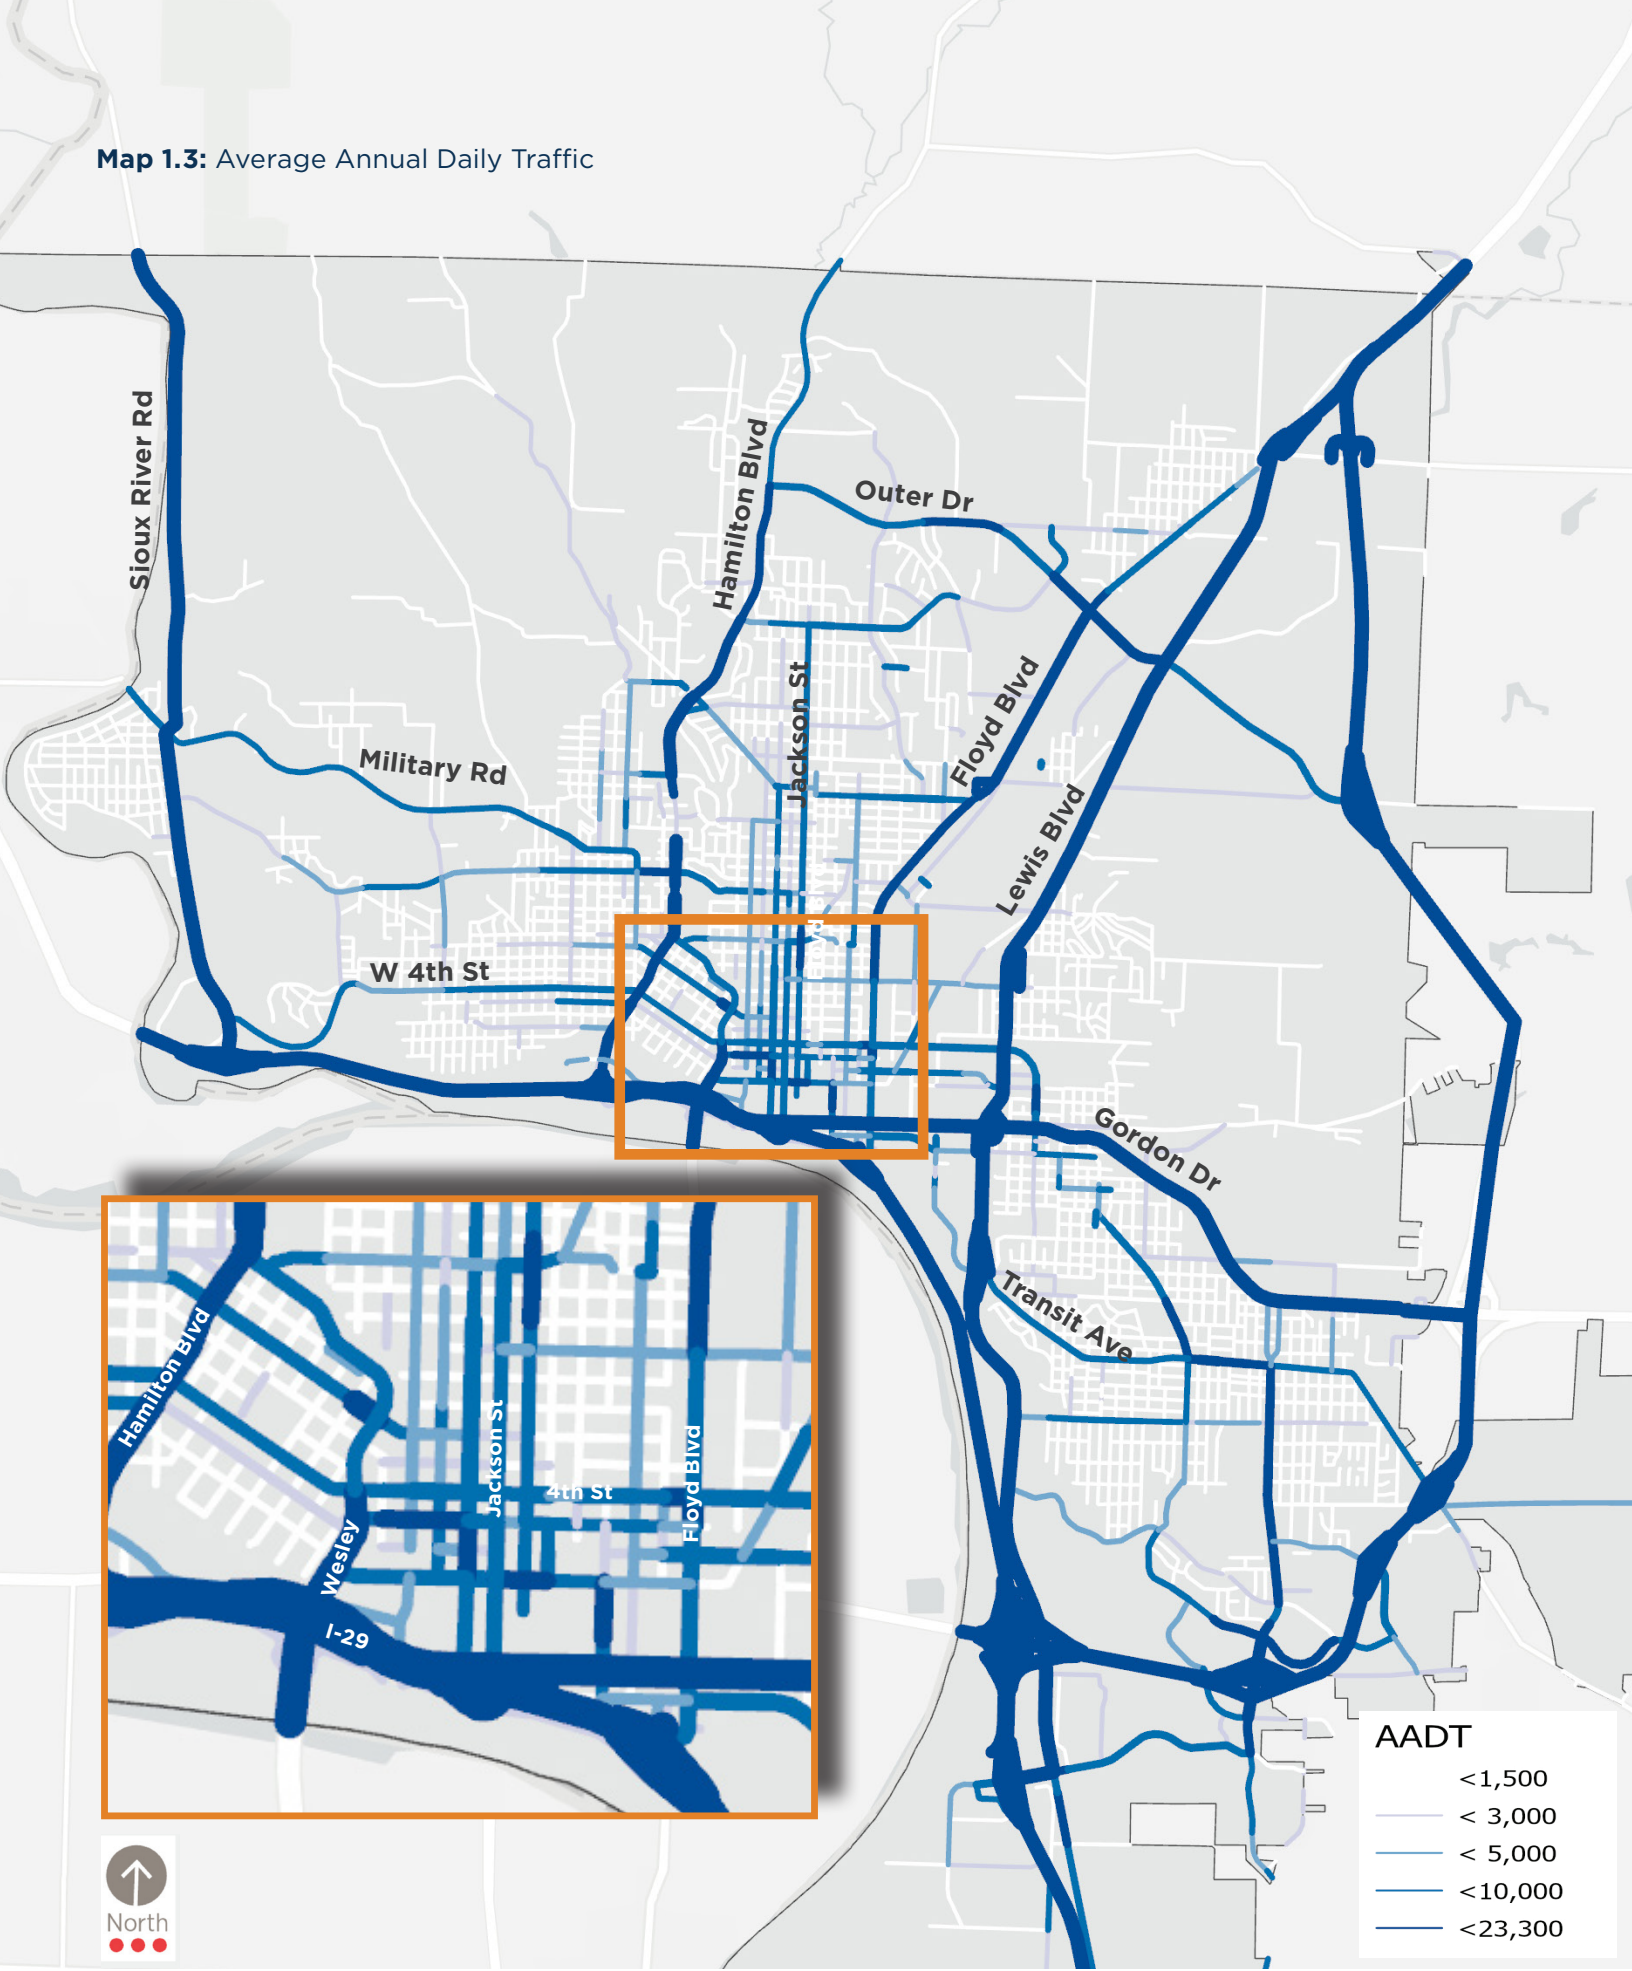 Map 1.3: Average Annual Daily Traffic
Sioux River Rd
Hamilton Blvd
Outer Dr
Jackson St
Floyd Blvd
Military Rd
Lewis Blvd
W 4th St
Gordon Dr
Transit Ave
Hamilton Blvd
Jackson St
4th St
Floyd Blvd
Wesley
I-29
North
AADT
<1,500
< 3,000
< 5,000
<10,000
<23,300